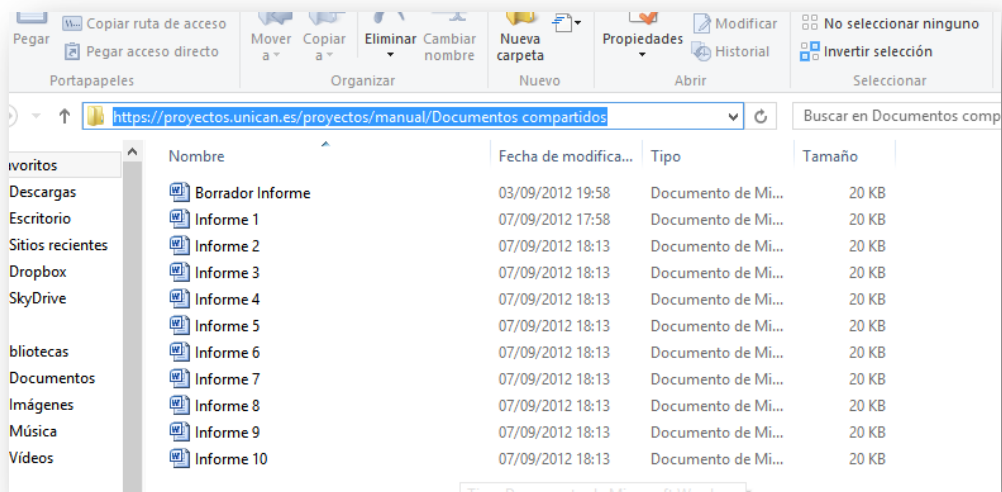 Copiar ruta de acceso
Pegar
Pegar acceso directo
Portapapeles
Mover a
Copiar a
Eliminar
Cambiar nombre
Organizar
Nueva carpeta
Nuevo
Propiedades
Modificar
Historial
Abrir
No seleccionar ninguno
Invertir selección
Seleccionar
https://proyectos.unican.es/proyectos/manual/Documentos compartidos
Buscar en Documentos comp
avoritos
Descargas
Escritorio
Sitios recientes
Dropbox
SkyDrive
bliotecas
Documentos
Imágenes
Música
Vídeos
Nombre Fecha de modifica... Tipo Tamaño
Borrador Informe 03/09/2012 19:58 Documento de Mi... 20 KB
Informe 1 07/09/2012 17:58 Documento de Mi... 20 KB
Informe 2 07/09/2012 18:13 Documento de Mi... 20 KB
Informe 3 07/09/2012 18:13 Documento de Mi... 20 KB
Informe 4 07/09/2012 18:13 Documento de Mi... 20 KB
Informe 5 07/09/2012 18:13 Documento de Mi... 20 KB
Informe 6 07/09/2012 18:13 Documento de Mi... 20 KB
Informe 7 07/09/2012 18:13 Documento de Mi... 20 KB
Informe 8 07/09/2012 18:13 Documento de Mi... 20 KB
Informe 9 07/09/2012 18:13 Documento de Mi... 20 KB
Informe 10 07/09/2012 18:13 Documento de Mi... 20 KB